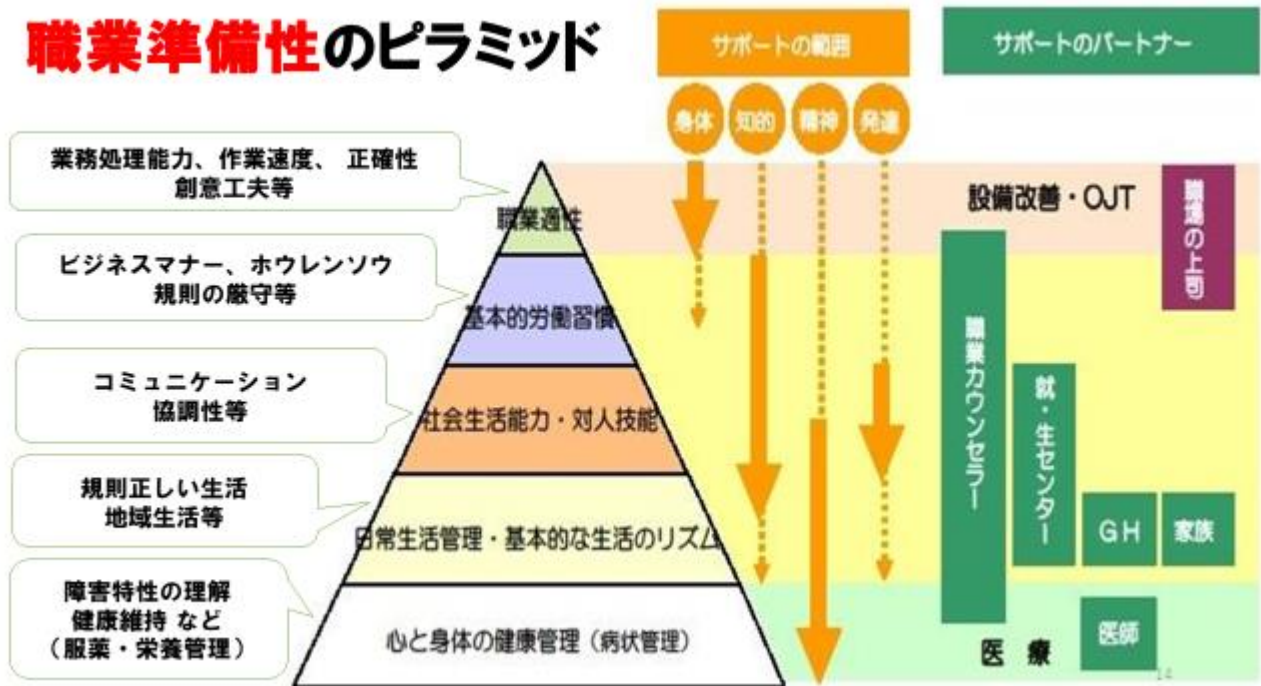 職業準備性のピラミッド
サポートの範囲
サポートのパートナー
身体
知的
精神
発達
業務処理能力、作業速度、 正確性
創意工夫等
ビジネスマナー、ホウレンソウ
規則の厳守等
コミュニケーション
協調性等
規則正しい生活
地域生活等
障害特性の理解
健康維持 など
（服薬・栄養管理）
職業適性
基本的労働習慣
社会生活能力・対人技能
日常生活管理・基本的な生活のリズム
心と身体の健康管理（病状管理）
設備改善・OJT
職場の上司
職業カウンセラー
就・生センター
GH
家族
医 療
医師
14